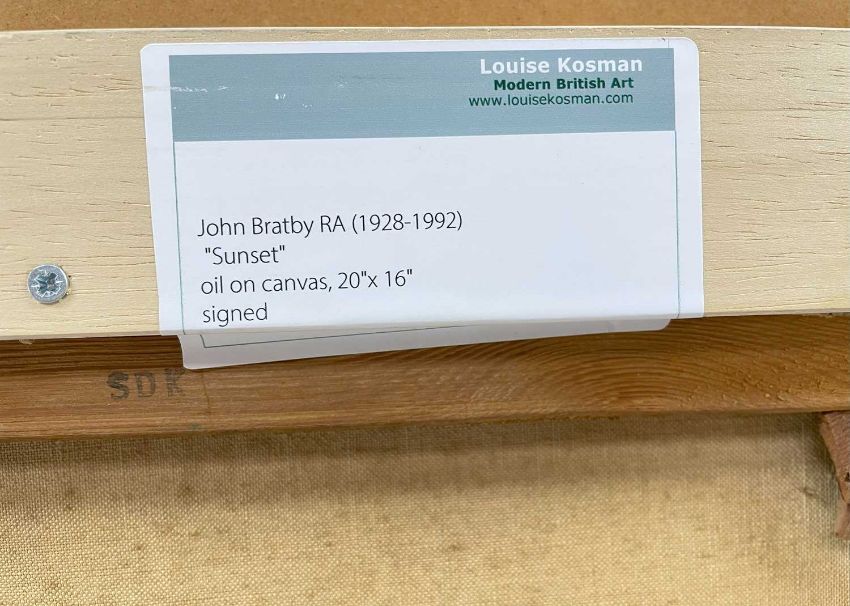 Louise Kosman
Modern British Art
www.louisekosman.com
John Bratby RA (1928-1992)
"Sunset"
oil on canvas, 20"x 16"
signed
SDK